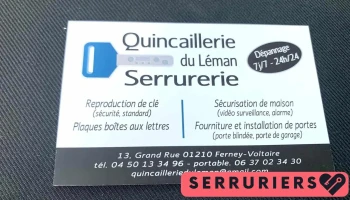 Quincaillerie
du Léman
Serrurerie
Dépannage
7j/7 - 24h/24
Reproduction de clé
(sécurité, standard)
Plaques boîtes aux lettres
Sécurisation de maison
(vidéo surveillance, alarme)
Fourniture et installation de portes
(porte blindée, porte de garage)
13, Grand Rue 01210 Ferney-Voltaire
tél. 04 50 13 34 96 - portable. 06 37 02 34 30
quincaillerieduleman@gmail.com
SERRURIERS